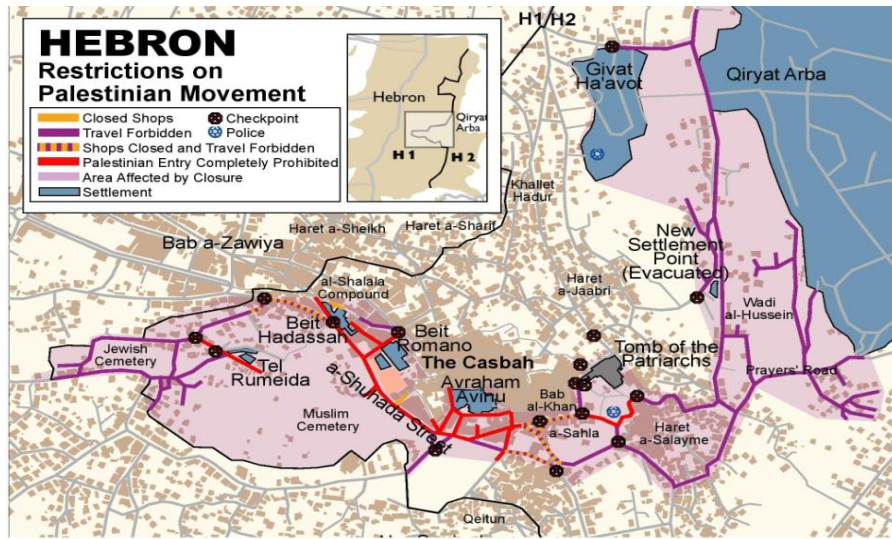 HEBRON
Restrictions on
Palestinian Movement
Closed Shops
Checkpoint
Travel Forbidden
Police
Shops Closed and Travel Forbidden
Palestinian Entry Completely Prohibited
Area Affected by Closure
Settlement
Hebron
Qiryat
Arba
H 1
H 2
H1/H2
Givat
Ha'avot
Qiryat Arba
Khallet
Hadur
Haret a-Sheikh
Haret a-Sharif
Bab a-Zawiya
New
Settlement
Point
(Evacuated)
al-Shalala
Compound
Haret
a-Jaabri
Wadi
al-Hussein
Beit
Hadassah
Beit
Romano
Jewish
Cemetery
Tel
Rumeida
The Casbah
Tomb of the
Patriarchs
Prayers' Road
a-Shuhada Street
Avraham
Avinu
Bab
al-Khan
Muslim
Cemetery
a-Sahla
Haret
a-Salayme
Qeitun